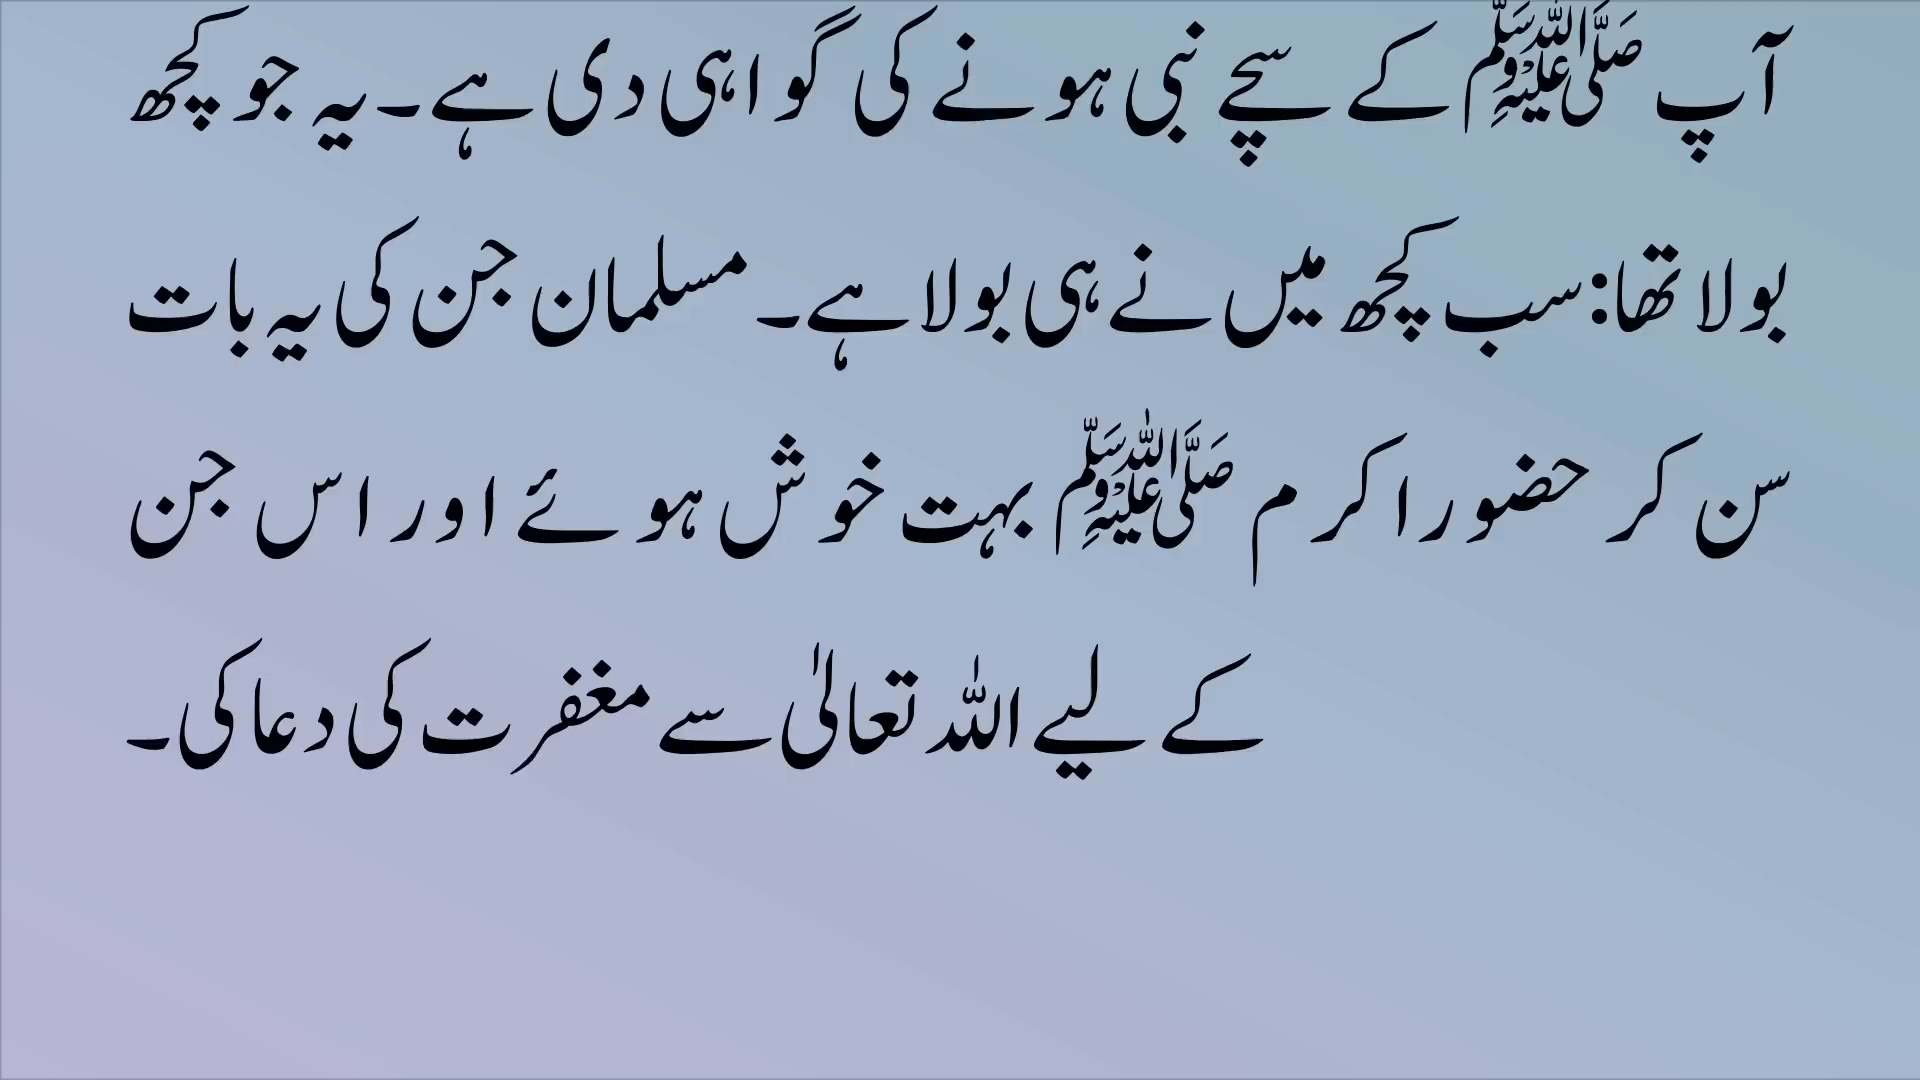 آپ ﷺ کے سچے نبی ہونے کی گواہی دی ہے۔ یہ جو کچھ
بولا تھا: سب کچھ میں نے ہی بولا ہے۔ مسلمان جن کی یہ بات
سن کر حضور اکرم ﷺ بہت خوش ہوئے اور اس جن
کے لیے اللہ تعالیٰ سے مغفرت کی دعا کی۔